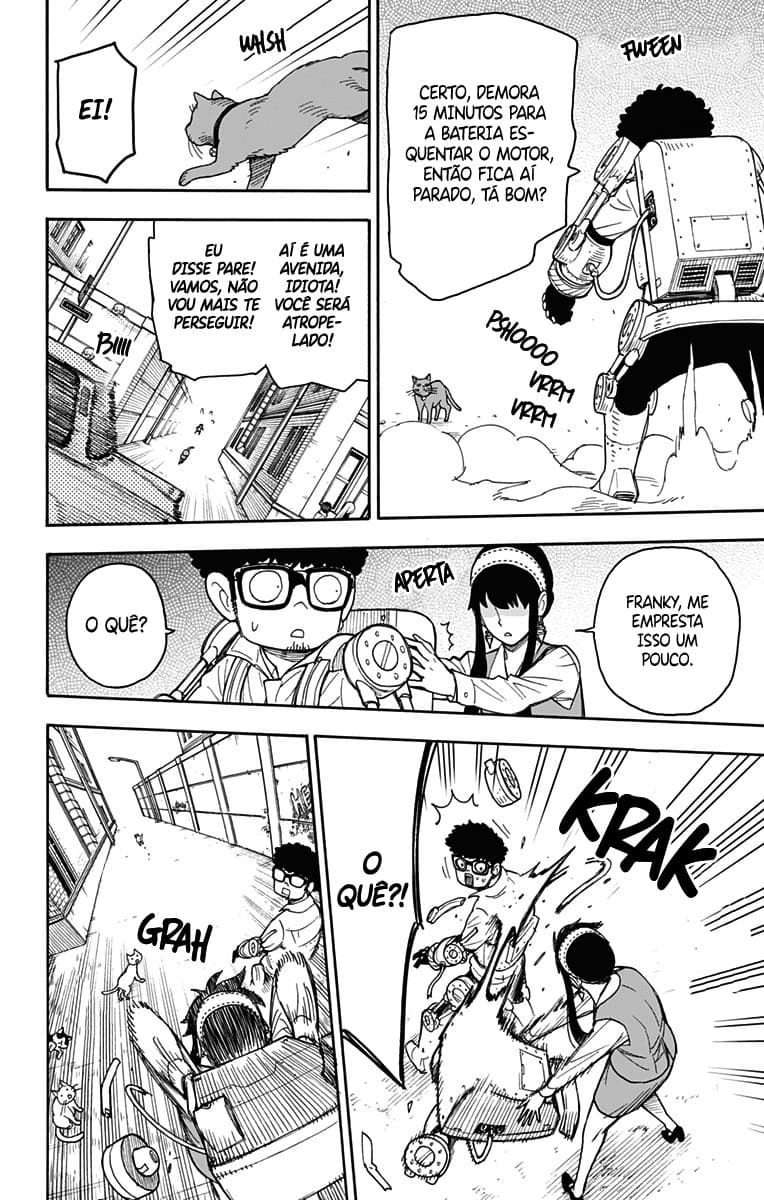 FWEEN
CERTO, DEMORA
15 MINUTOS PARA
A BATERIA ES-
QUENTAR O MOTOR,
ENTÃO FICA AÍ
PARADO, TÁ BOM?
PSHOOOO
VRRM
VRRM
WHSH
EI!
AÍ É UMA
AVENIDA,
IDIOTA!
VOCÊ SERÁ
ATROPE-
LADO!
EU
DISSE PARE!
VAMOS, NÃO
VOU MAIS TE
PERSEGUIR!
BIIII
FRANKY, ME
EMPRESTA
ISSO UM
POUCO.
APERTA
O QUÊ?
KRAK
O
QUÊ?!
GRAH